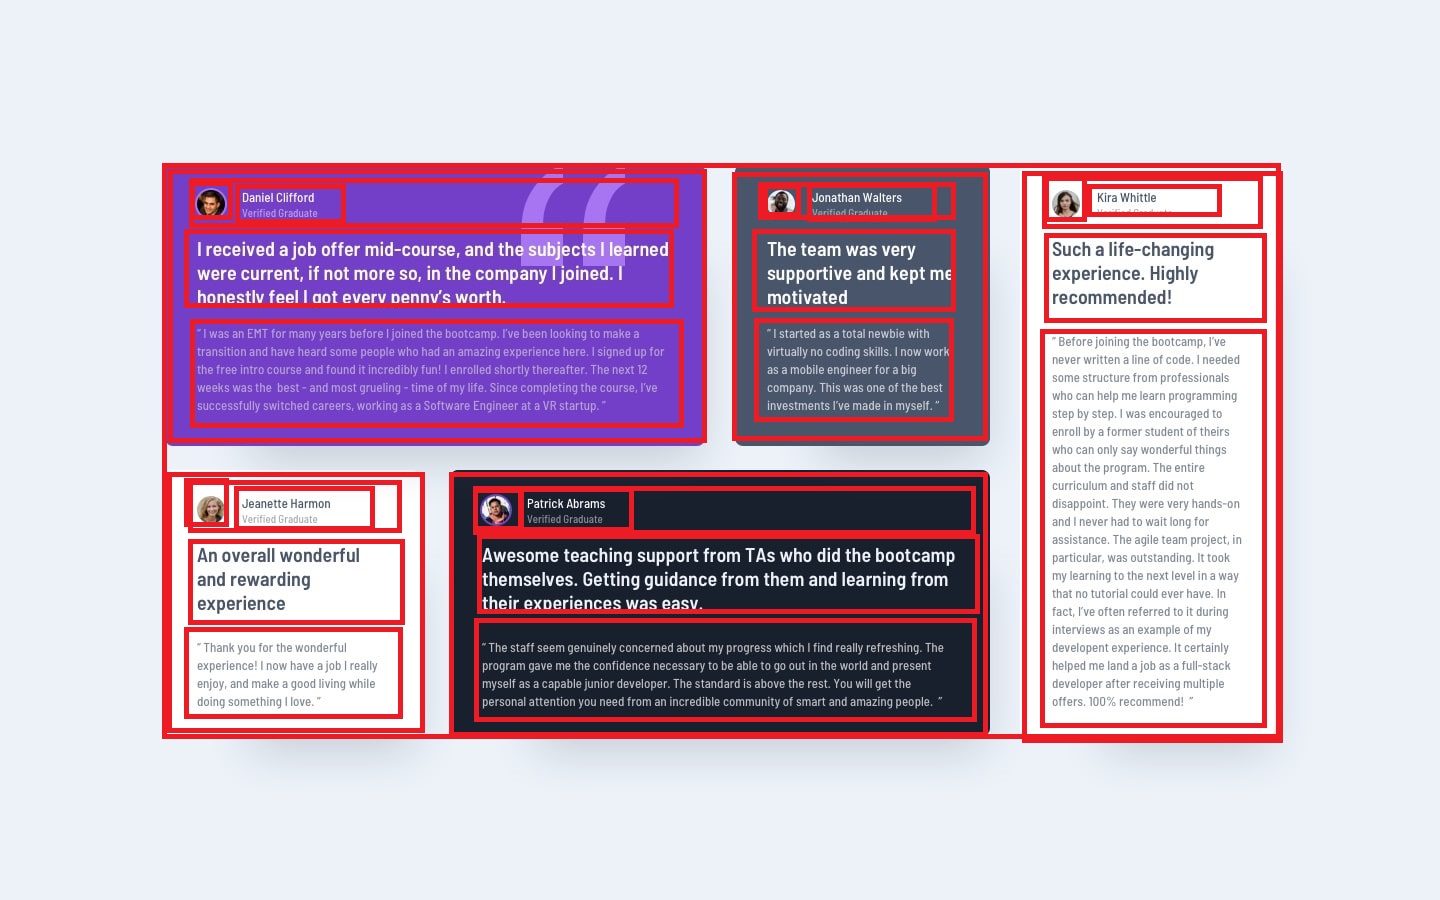 Daniel Clifford
Verified Graduate
I received a job offer mid-course, and the subjects I learned
were current, if not more so, in the company I joined. I
honestly feel I got every penny’s worth.
“ I was an EMT for many years before I joined the bootcamp. I’ve been looking to make a
transition and have heard some people who had an amazing experience here. I signed up for
the free intro course and found it incredibly fun! I enrolled shortly thereafter. The next 12
weeks was the best - and most grueling - time of my life. Since completing the course, I’ve
successfully switched careers, working as a Software Engineer at a VR startup. ”
Jonathan Walters
Verified Graduate
The team was very
supportive and kept me
motivated
“ I started as a total newbie with
virtually no coding skills. I now work
as a mobile engineer for a big
company. This was one of the best
investments I’ve made in myself. ”
Kira Whittle
Verified Graduate
Such a life-changing
experience. Highly
recommended!
“ Before joining the bootcamp, I’ve
never written a line of code. I needed
some structure from professionals
who can help me learn programming
step by step. I was encouraged to
enroll by a former student of theirs
who can only say wonderful things
about the program. The entire
curriculum and staff did not
disappoint. They were very hands-on
and I never had to wait long for
assistance. The agile team project, in
particular, was outstanding. It took
my learning to the next level in a way
that no tutorial could ever have. In
fact, I’ve often referred to it during
interviews as an example of my
developent experience. It certainly
helped me land a job as a full-stack
developer after receiving multiple
offers. 100% recommend! ”
Jeanette Harmon
Verified Graduate
An overall wonderful
and rewarding
experience
“ Thank you for the wonderful
experience! I now have a job I really
enjoy, and make a good living while
doing something I love. ”
Patrick Abrams
Verified Graduate
Awesome teaching support from TAs who did the bootcamp
themselves. Getting guidance from them and learning from
their experiences was easy.
“ The staff seem genuinely concerned about my progress which I find really refreshing. The
program gave me the confidence necessary to be able to go out in the world and present
myself as a capable junior developer. The standard is above the rest. You will get the
personal attention you need from an incredible community of smart and amazing people. ”